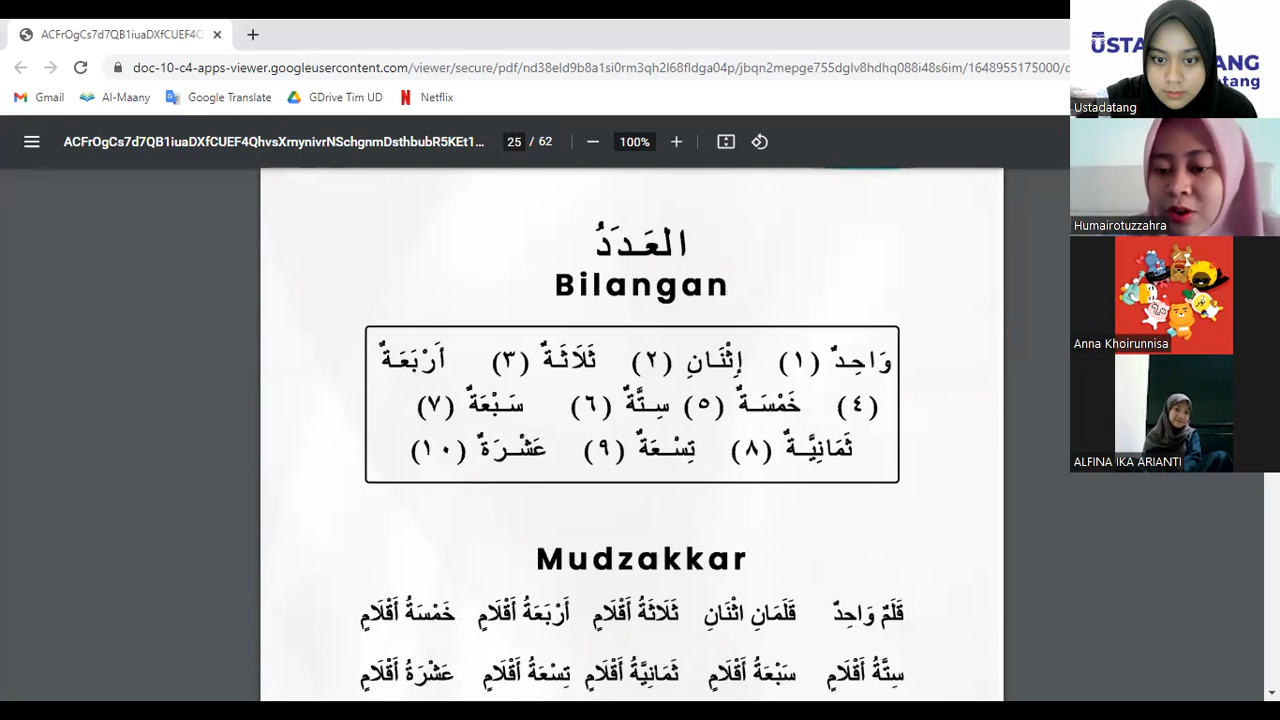 ACFrOgCs7d7QB1iuaDXfCUEF4Q
doc-10-c4-apps-viewer.googleusercontent.com/viewer/secure/pdf/nd38eld9b8a1si0rm3qh2l68fldga04p/jbqn2mepge755dglv8hdhq088i48s6im/1648955175000/
Gmail Al-Maany Google Translate GDrive Tim UD Netflix
ACFrOgCs7d7QB1iuaDXfCUEF4QhvsXmynivrNSchgnmDsthbubR5KEt1... 25 / 62 100%
العَدَدُ
Bilangan
وَاحِدٌ (١) إِثْنَانِ (٢) ثَلَاثَةٌ (٣) أَرْبَعَةٌ
(٤) خَمْسَةٌ (٥) سِتَّةٌ (٦) سَبْعَةٌ (٧)
ثَمَانِيَّةٌ (٨) تِسْعَةٌ (٩) عَشْرَةٌ (١٠)
Mudzakkar
قَلَمٌ وَاحِدٌ قَلَمَانِ اثْنَانِ ثَلَاثَةُ أَقْلَامٍ أَرْبَعَةُ أَقْلَامٍ خَمْسَةُ أَقْلَامٍ
سِتَّةُ أَقْلَامٍ سَبْعَةُ أَقْلَامٍ ثَمَانِيَّةُ أَقْلَامٍ تِسْعَةُ أَقْلَامٍ عَشْرَةُ أَقْلَامٍ
Ustadatang
Humairotuzzahra
Anna Khoirunnisa
ALFINA IKA ARIANTI